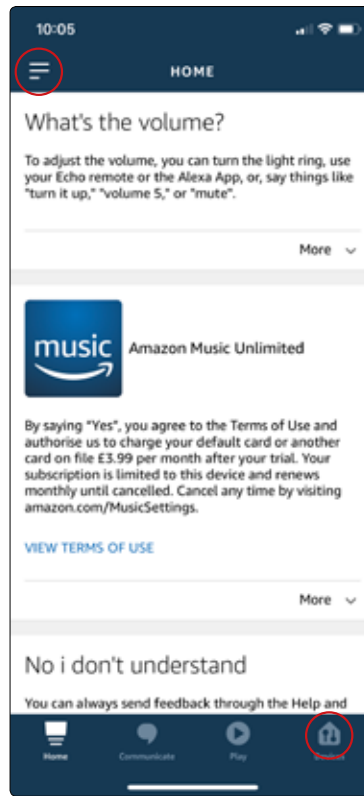 10:05
HOME
What's the volume?
To adjust the volume, you can turn the light ring, use
your Echo remote or the Alexa App, or, say things like
"turn it up," "volume 5," or "mute".
More
music
Amazon Music Unlimited
By saying "Yes", you agree to the Terms of Use and
authorise us to charge your default card or another
card on file £3.99 per month after your trial. Your
subscription is limited to this device and renews
monthly until cancelled. Cancel any time by visiting
amazon.com/MusicSettings.
VIEW TERMS OF USE
More
No i don't understand
You can always send feedback through the Help and
Home Communicate Play Devices